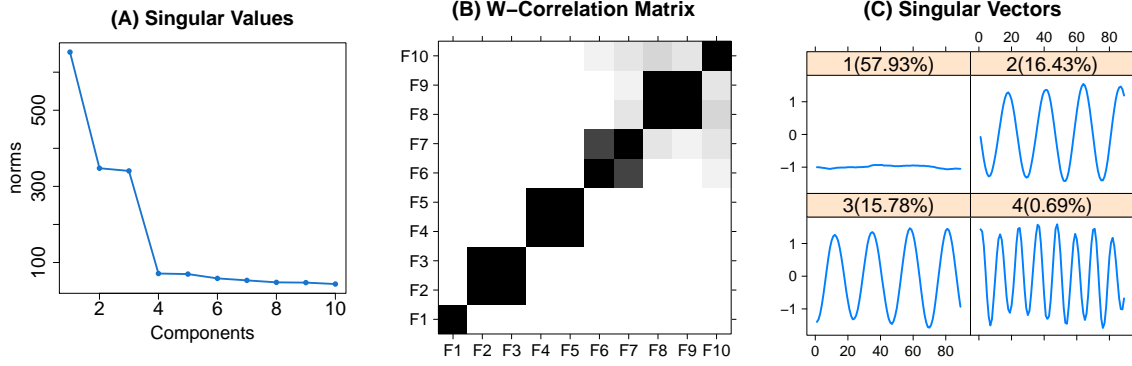 (A) Singular Values
norms
100 300 500
2 4 6 8 10
Components
(B) W−Correlation Matrix
F10
F9
F8
F7
F6
F5
F4
F3
F2
F1
F1 F2 F3 F4 F5 F6 F7 F8 F9 F10
(C) Singular Vectors
0 20 40 60 80
1(57.93%) 2(16.43%)
1
0
−1
3(15.78%) 4(0.69%)
1
0
−1
0 20 40 60 80